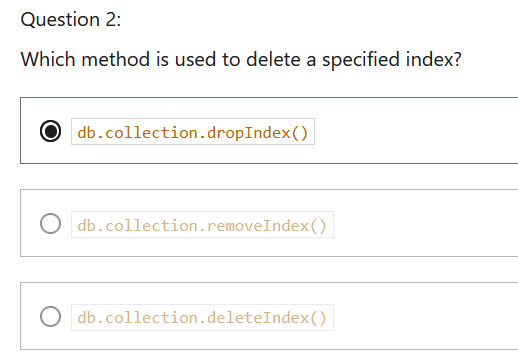 Question 2:
Which method is used to delete a specified index?
db.collection.dropIndex()
db.collection.removeIndex()
db.collection.deleteIndex()